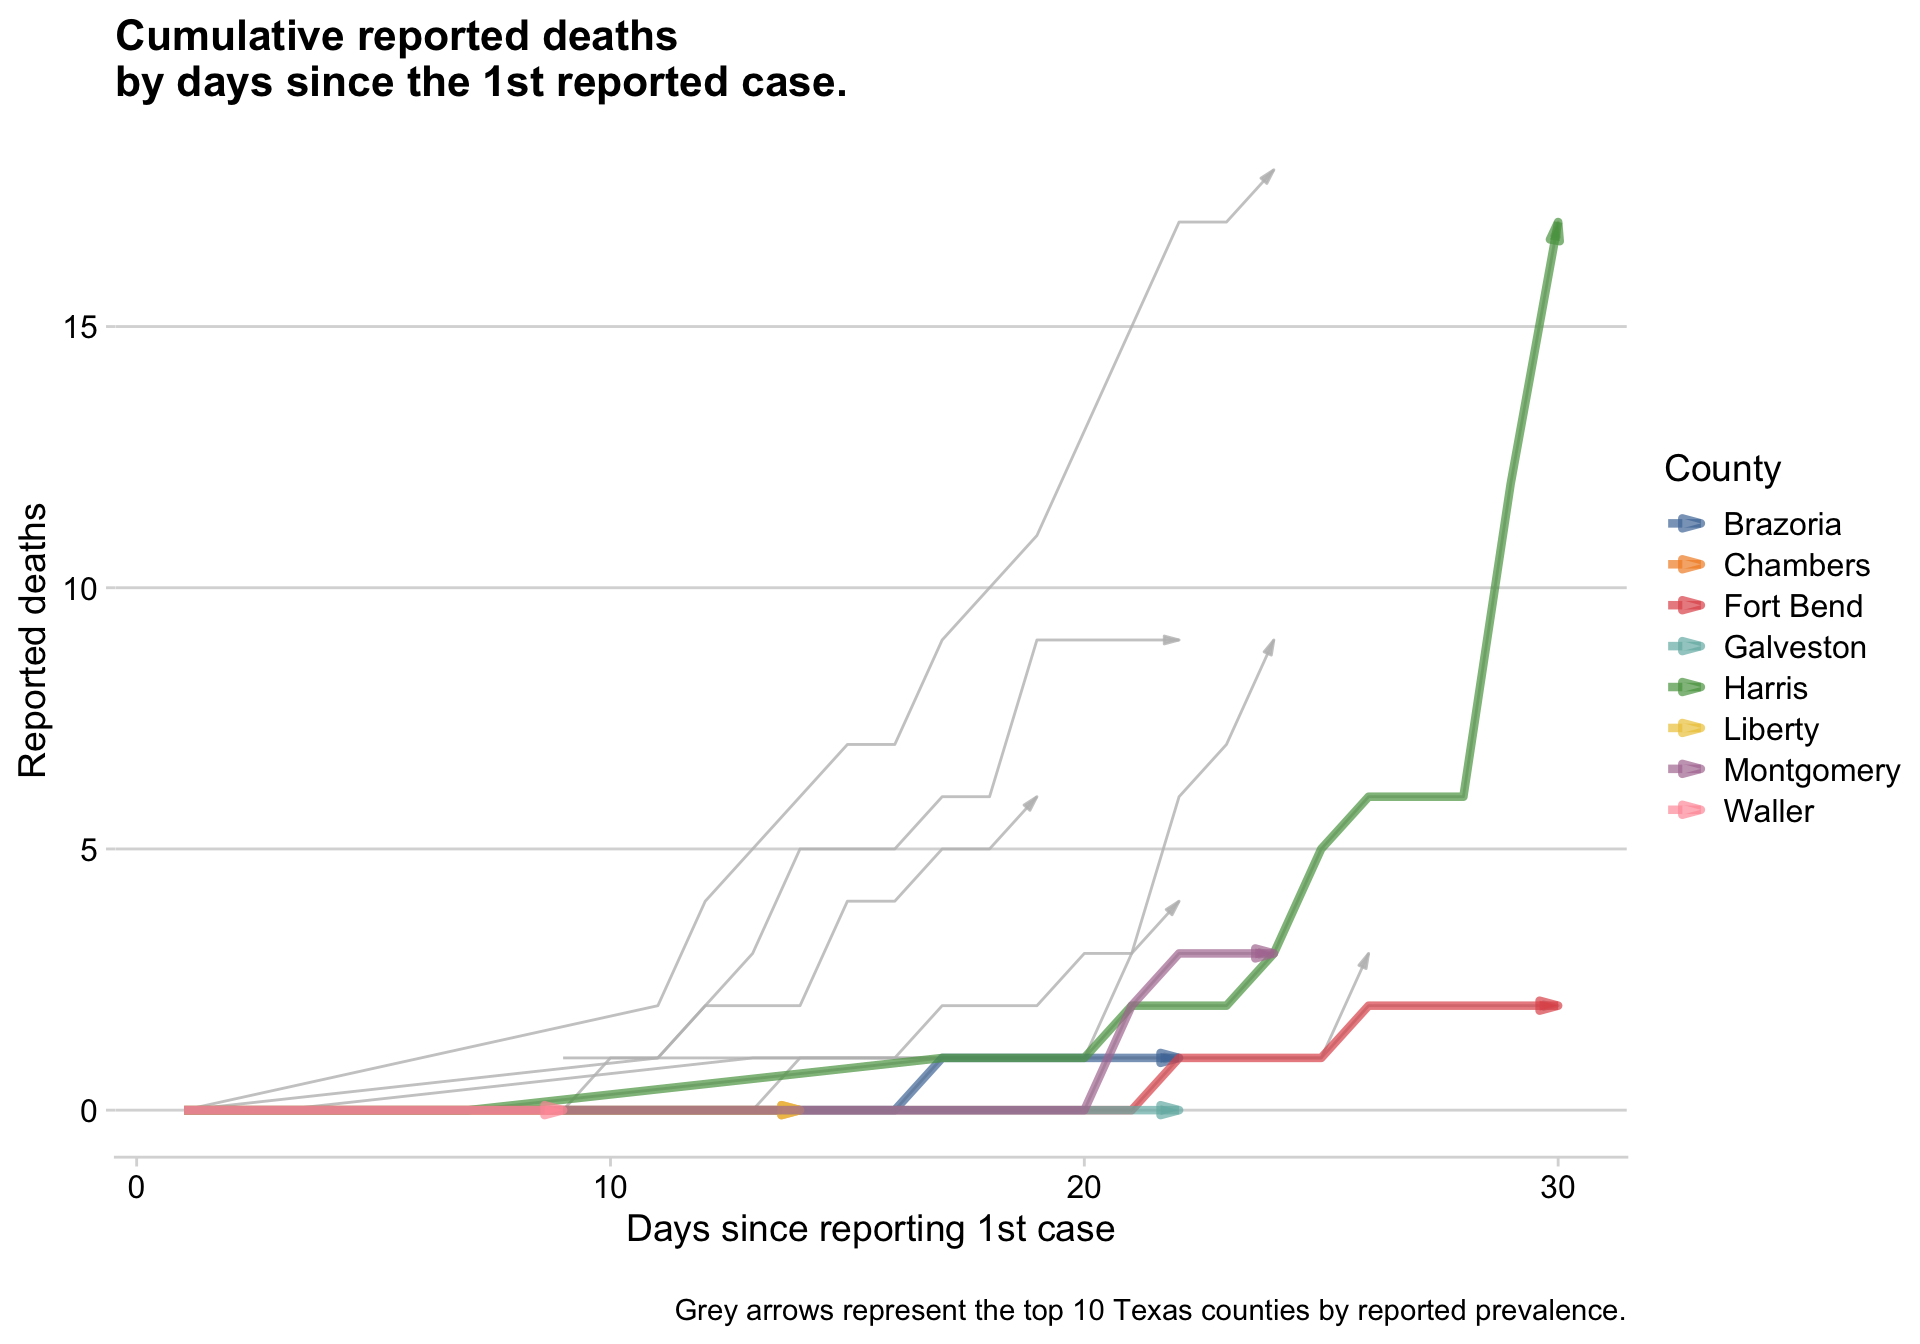 Cumulative reported deaths
by days since the 1st reported case.
Reported deaths
15
10
5
0
0 10 20 30
Days since reporting 1st case
County
Brazoria
Chambers
Fort Bend
Galveston
Harris
Liberty
Montgomery
Waller
Grey arrows represent the top 10 Texas counties by reported prevalence.